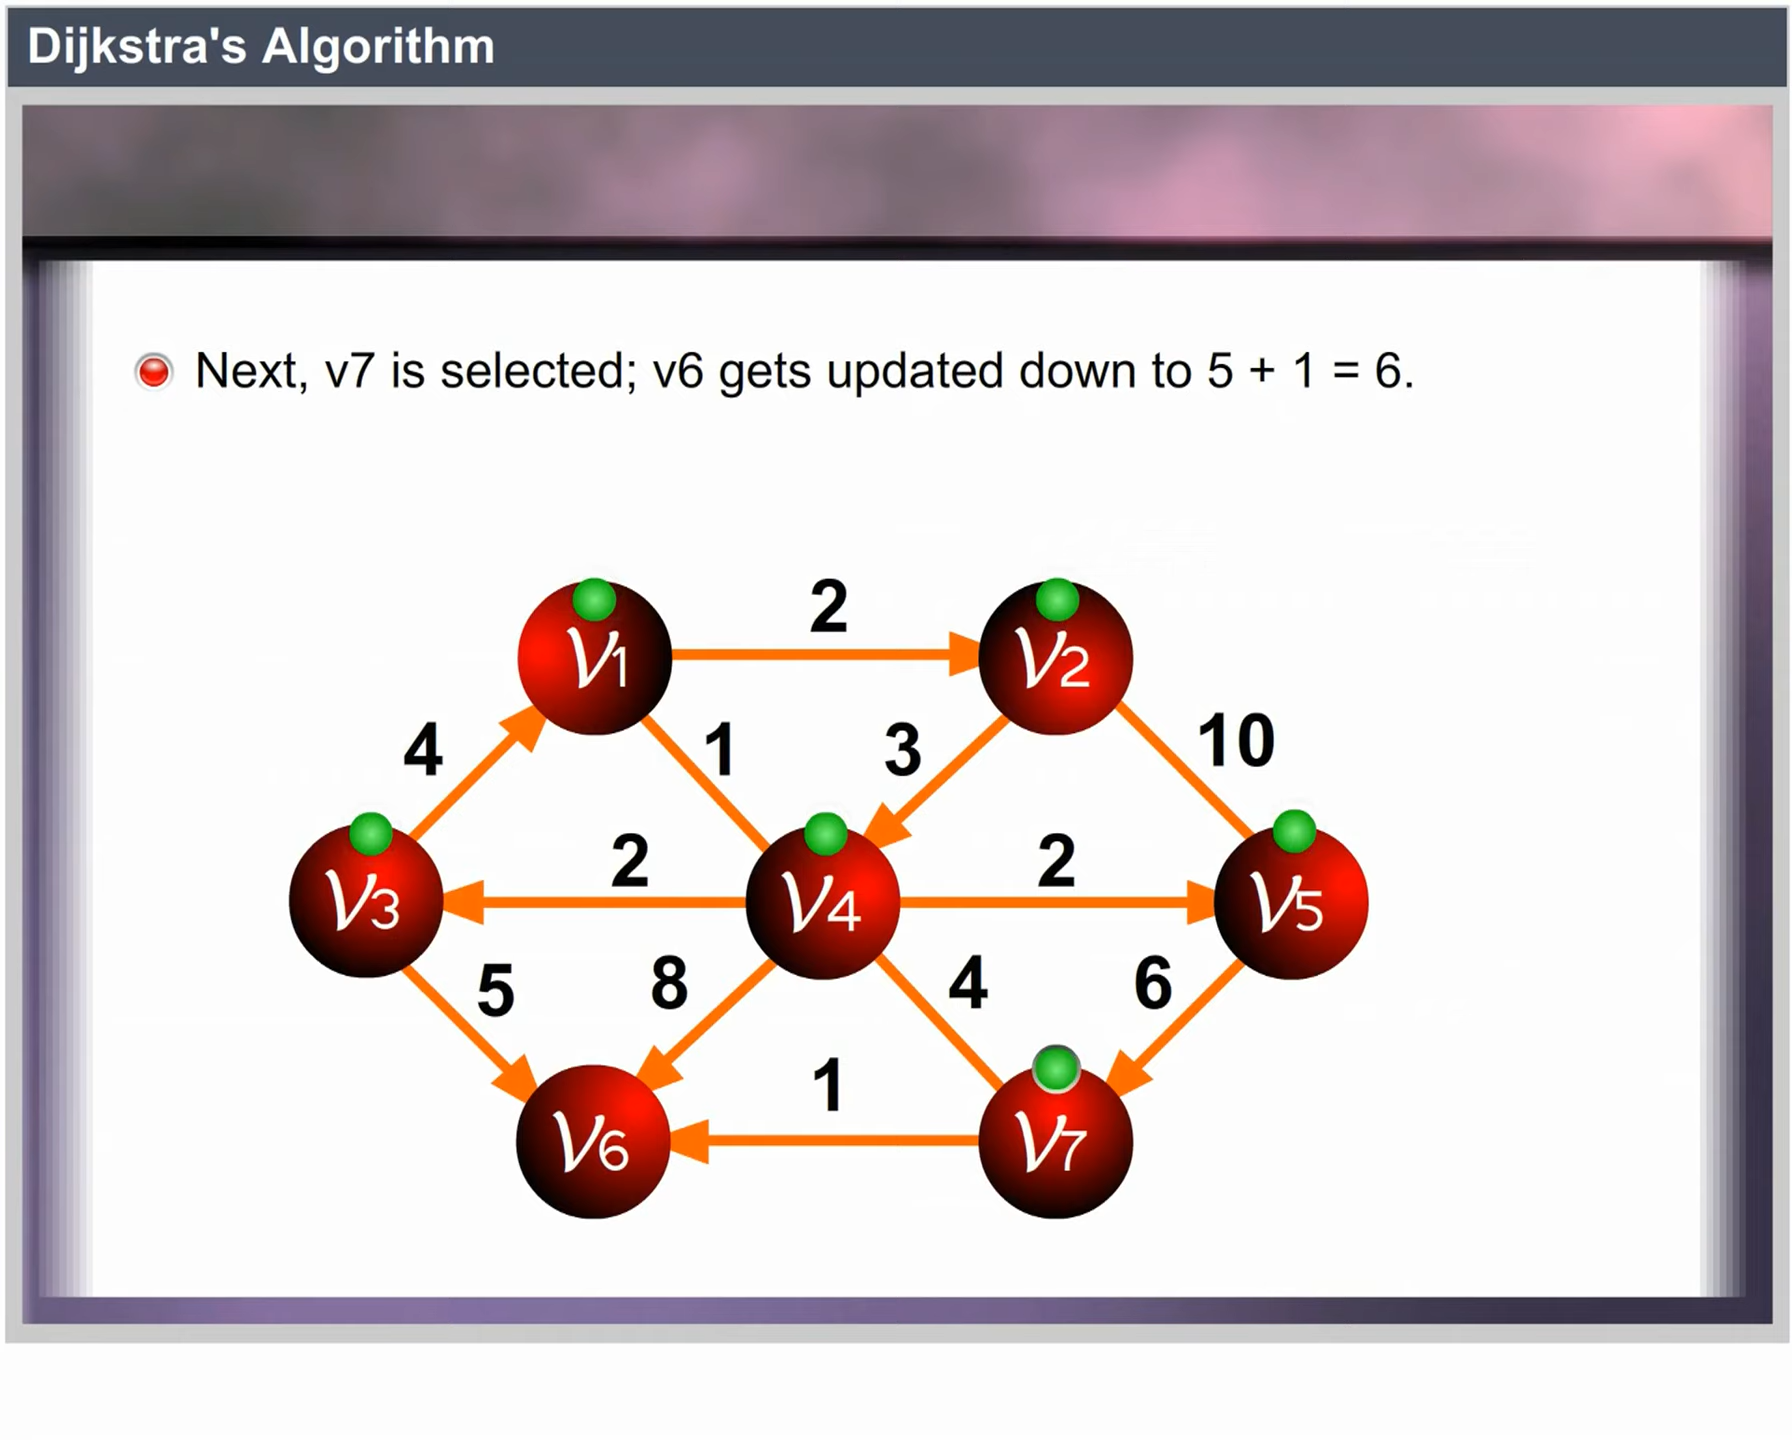 Dijkstra's Algorithm
Next, v7 is selected; v6 gets updated down to 5 + 1 = 6.
2
V1
V2
4
1
3
10
2
2
V3
V4
V5
5
8
4
6
1
V6
V7